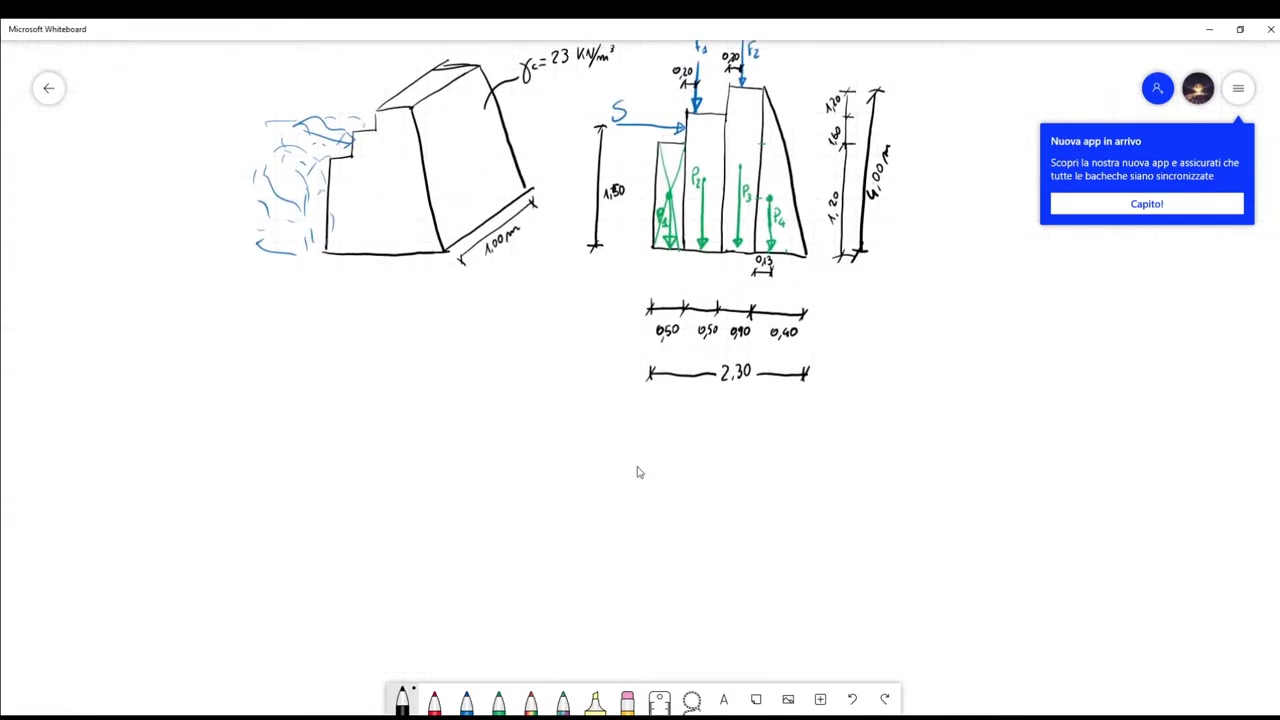 Microsoft Whiteboard
γc = 23 KN/m³
F1
F2
0,20
0,20
S
1,50
P1
P2
P3
P4
0,13
1,20
1,60
1,20
4,00 m
1,00 m
0,50
0,50
0,90
0,40
2,30
Nuova app in arrivo
Scopri la nostra nuova app e assicurati che
tutte le bacheche siano sincronizzate
Capito!
A